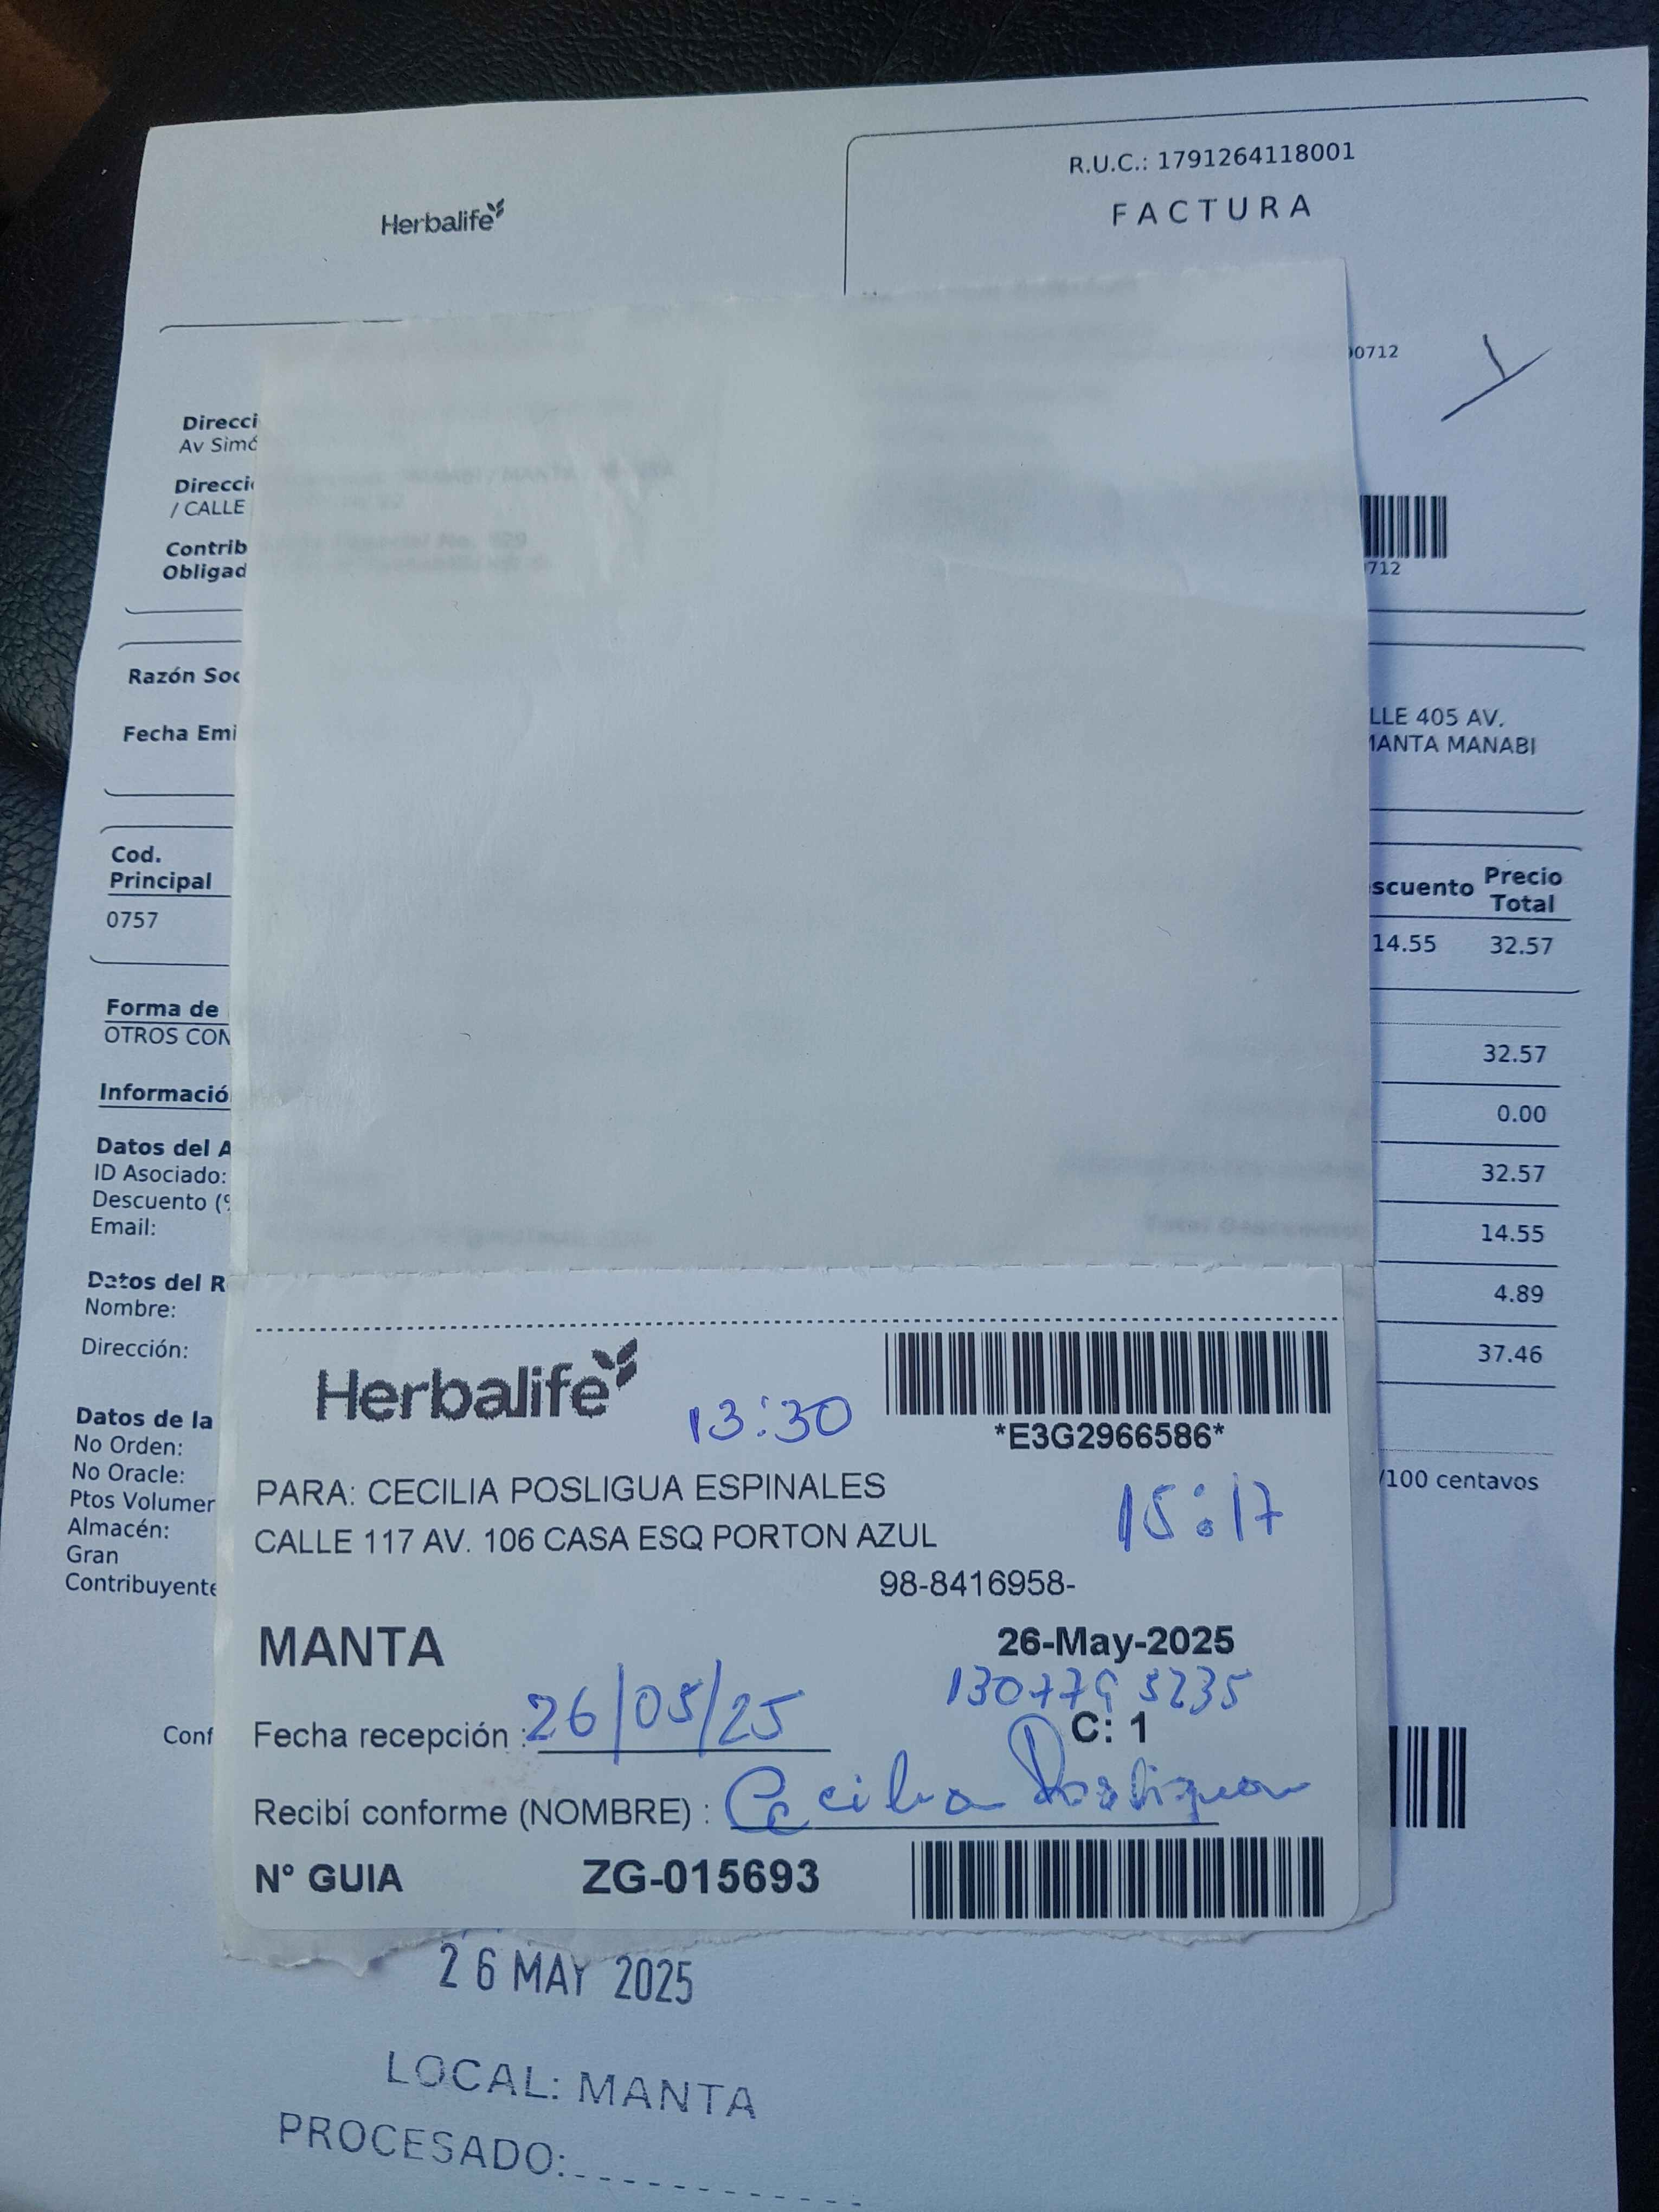 Herbalife
R.U.C.: 1791264118001
FACTURA
0712
Direcci
Av Simó
Direcci
/ CALLE
Contrib
Obligad
712
Razón Soc
Fecha Emi
LLE 405 AV.
MANTA MANABI
Cod.
Principal
scuento
Precio
Total
0757
14.55 32.57
Forma de
OTROS CON
32.57
0.00
Informació
Datos del A
ID Asociado:
32.57
Descuento (%
Email:
14.55
Datos del R
Nombre:
4.89
Dirección:
37.46
Datos de la
No Orden:
No Oracle:
Ptos Volumen
Almacén:
Gran
Contribuyente
/100 centavos
Herbalife
13:30
*E3G2966586*
PARA: CECILIA POSLIGUA ESPINALES
15:17
CALLE 117 AV. 106 CASA ESQ PORTON AZUL
98-8416958-
MANTA
26-May-2025
1307795235
Fecha recepción : 26/05/25
C: 1
Recibí conforme (NOMBRE) : Cecilia Posligua
N° GUIA ZG-015693
Conf
26 MAY 2025
LOCAL: MANTA
PROCESADO: